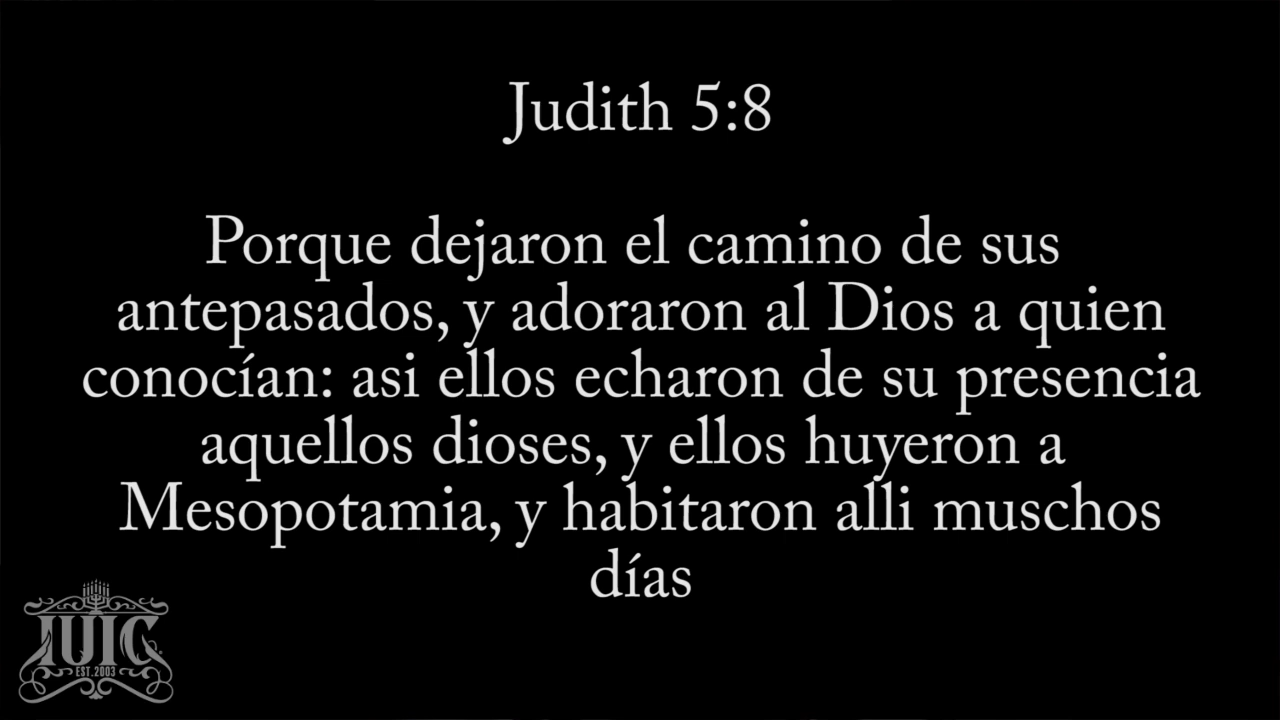 Judith 5:8
Porque dejaron el camino de sus
antepasados, y adoraron al Dios a quien
conocían: asi ellos echaron de su presencia
aquellos dioses, y ellos huyeron a
Mesopotamia, y habitaron alli muschos
días
IUIC
EST. 2003